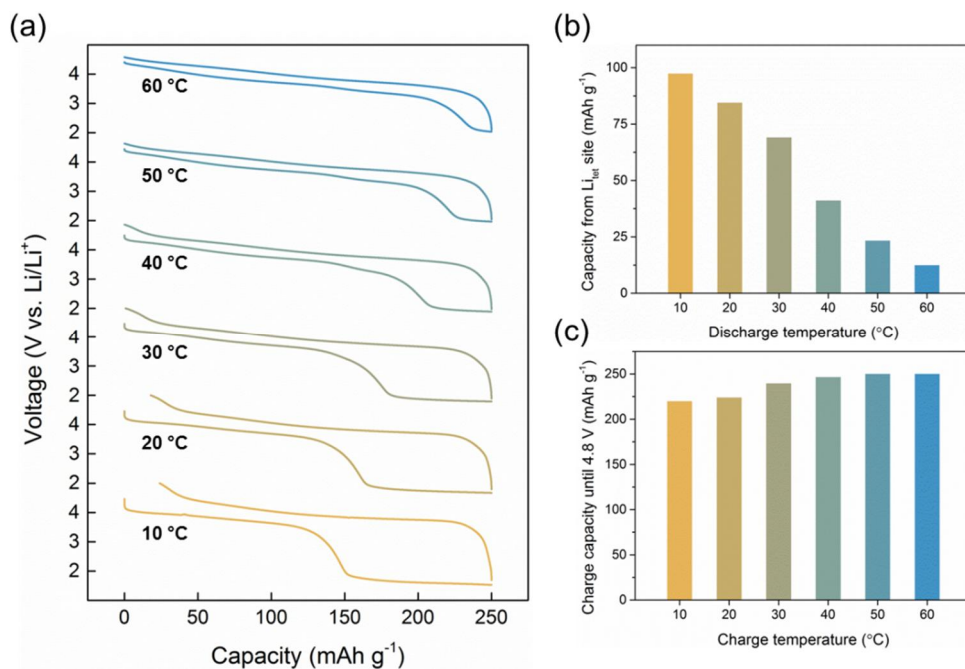 (a)
Voltage (V vs. Li/Li⁺)
4
3
2
60 °C
4
3
2
50 °C
4
3
2
40 °C
4
3
2
30 °C
4
3
2
20 °C
4
3
2
10 °C
0 50 100 150 200 250
Capacity (mAh g⁻¹)
(b)
Capacity from Li_tet site (mAh g⁻¹)
100
75
50
25
0
10 20 30 40 50 60
Discharge temperature (°C)
(c)
Charge capacity until 4.8 V (mAh g⁻¹)
250
200
150
100
50
0
10 20 30 40 50 60
Charge temperature (°C)